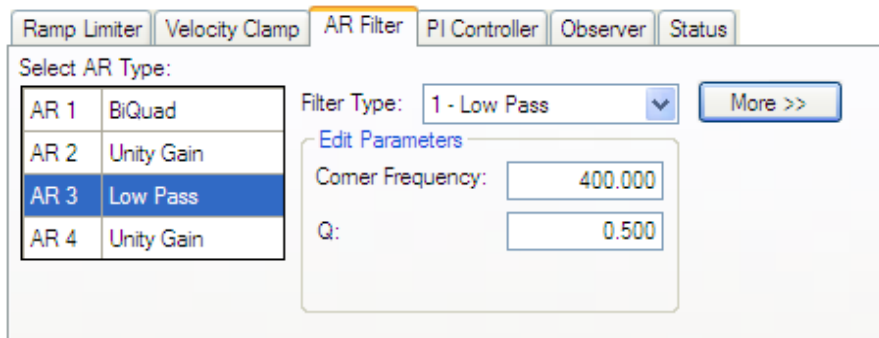 Ramp Limiter Velocity Clamp AR Filter PI Controller Observer Status
Select AR Type:
AR 1 BiQuad
AR 2 Unity Gain
AR 3 Low Pass
AR 4 Unity Gain
Filter Type: 1 - Low Pass More >>
Edit Parameters
Corner Frequency: 400.000
Q: 0.500